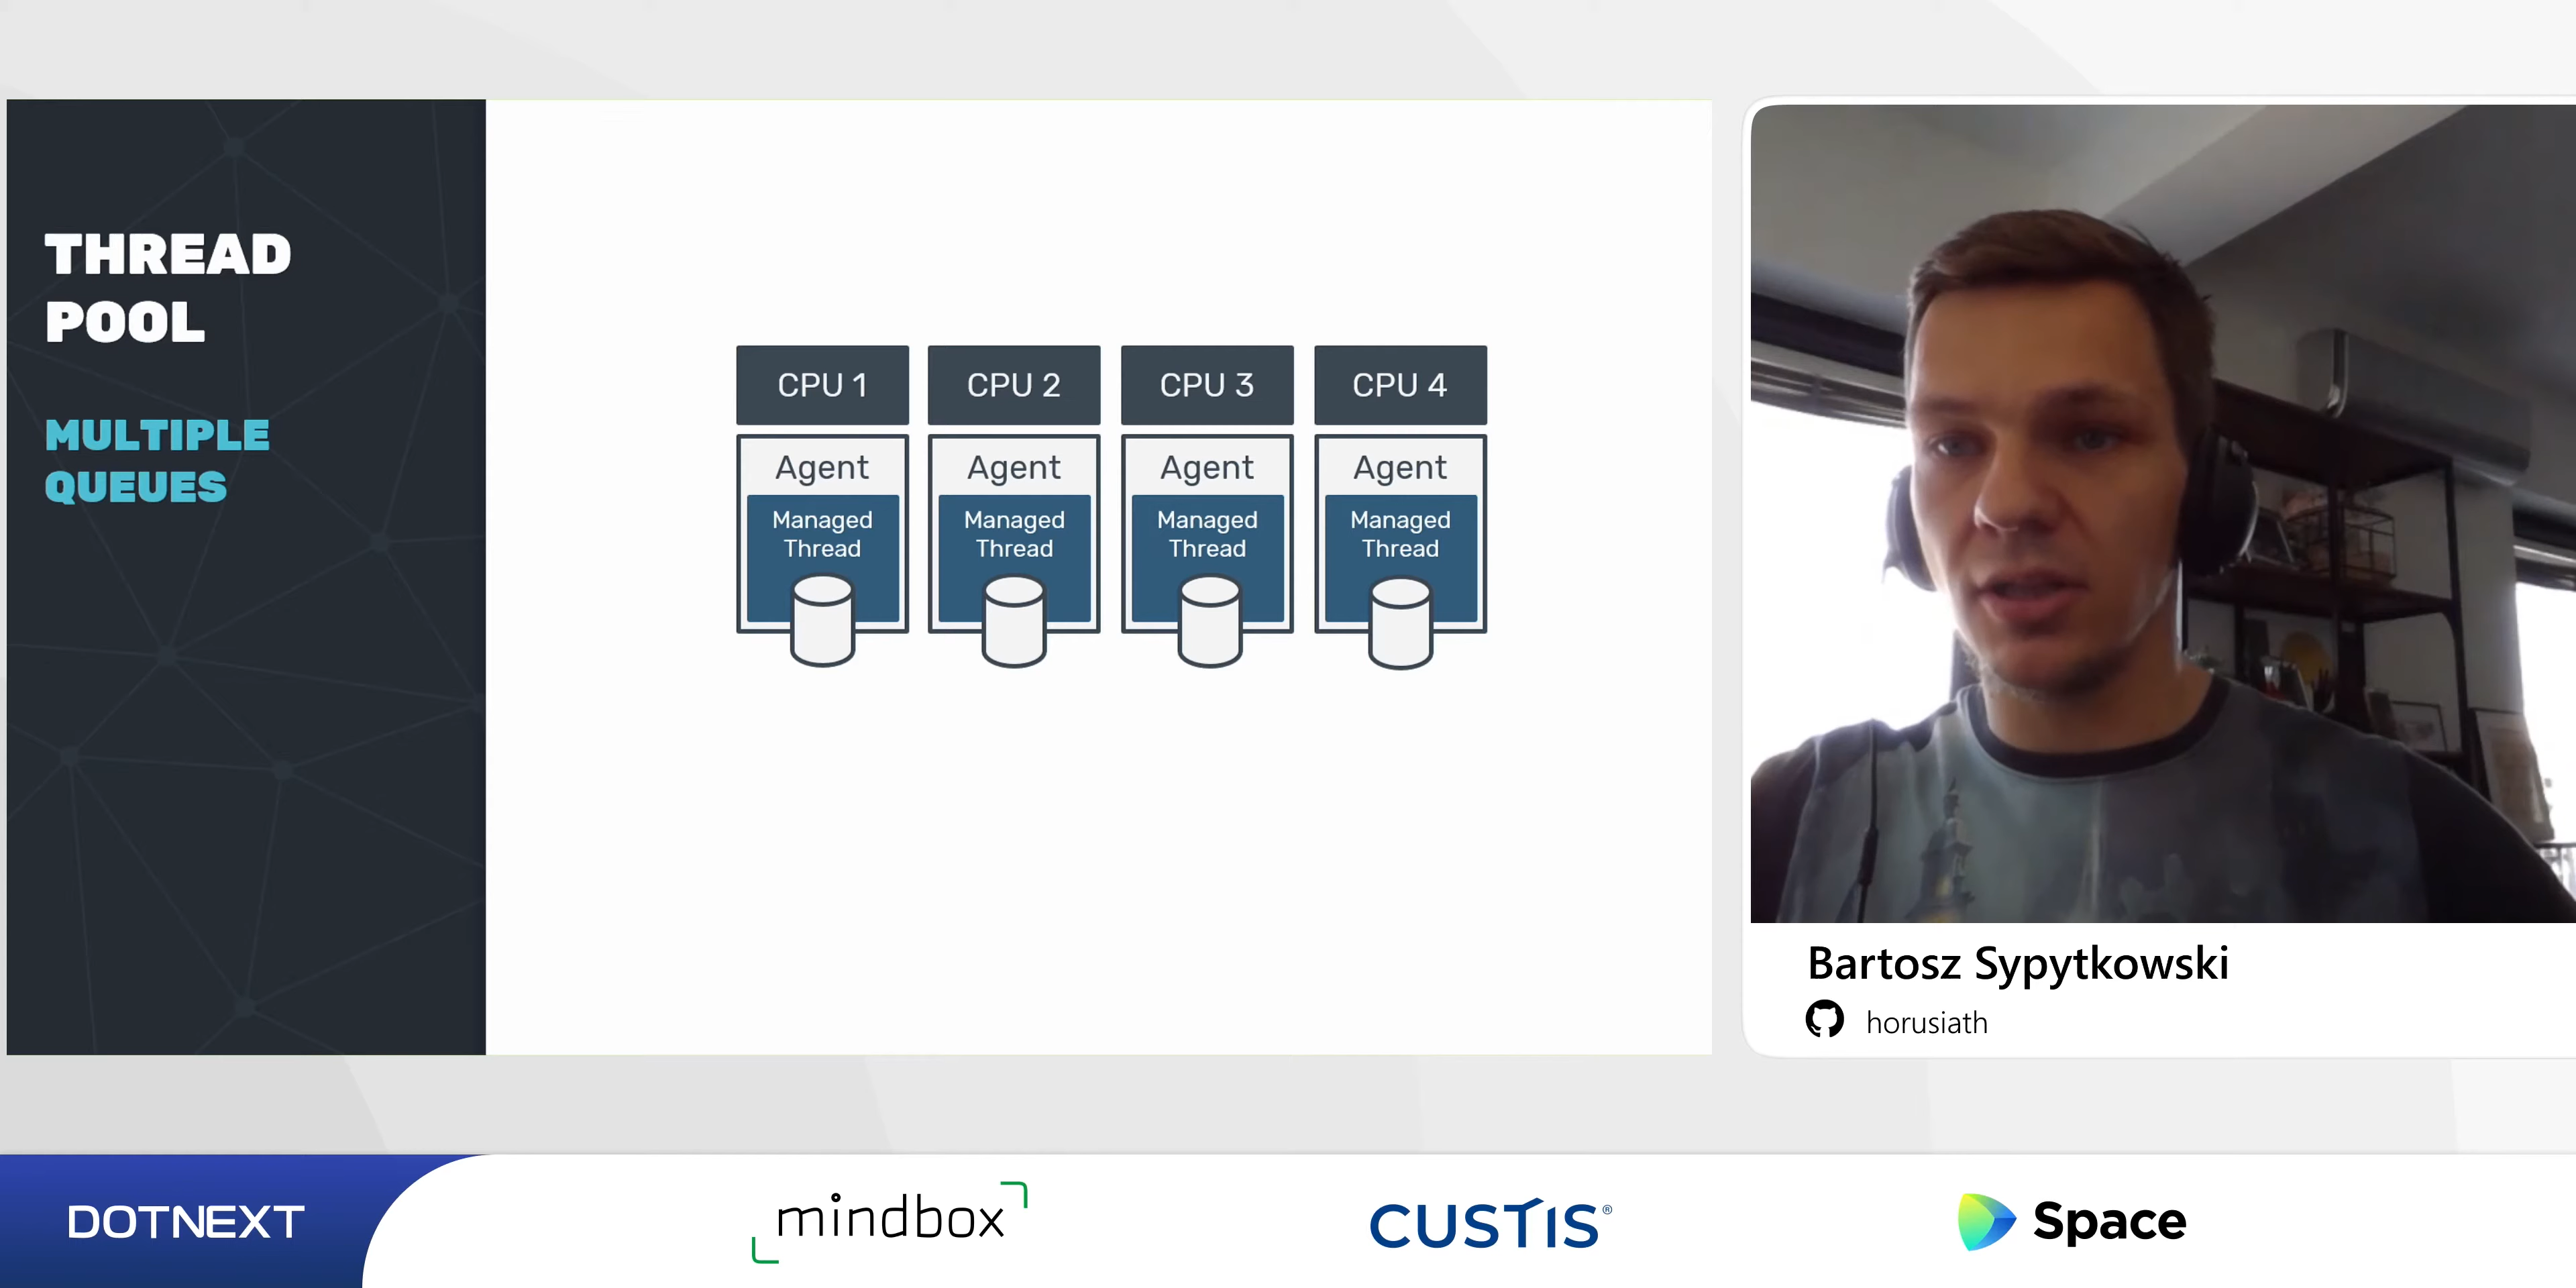 THREAD
POOL
MULTIPLE
QUEUES
CPU 1
CPU 2
CPU 3
CPU 4
Agent
Agent
Agent
Agent
Managed
Thread
Managed
Thread
Managed
Thread
Managed
Thread
Bartosz Sypytkowski
horusiath
DOTNEXT
mindbox
CUSTIS®
Space